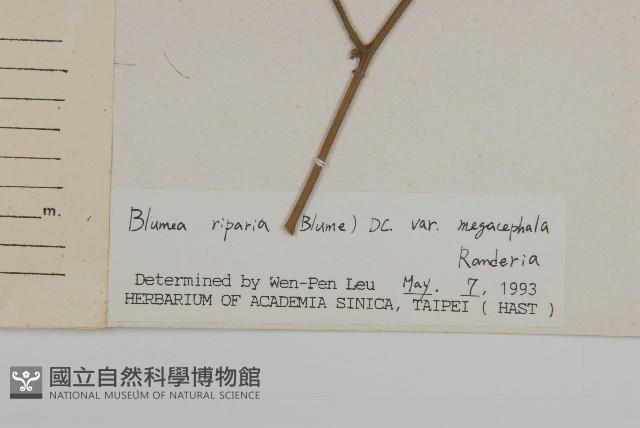 m.
Blumea riparia (Blume) DC. var. megacephala
Randeria
Determined by Wen-Pen Leu May. 7, 1993
HERBARIUM OF ACADEMIA SINICA, TAIPEI ( HAST )
國立自然科學博物館
NATIONAL MUSEUM OF NATURAL SCIENCE